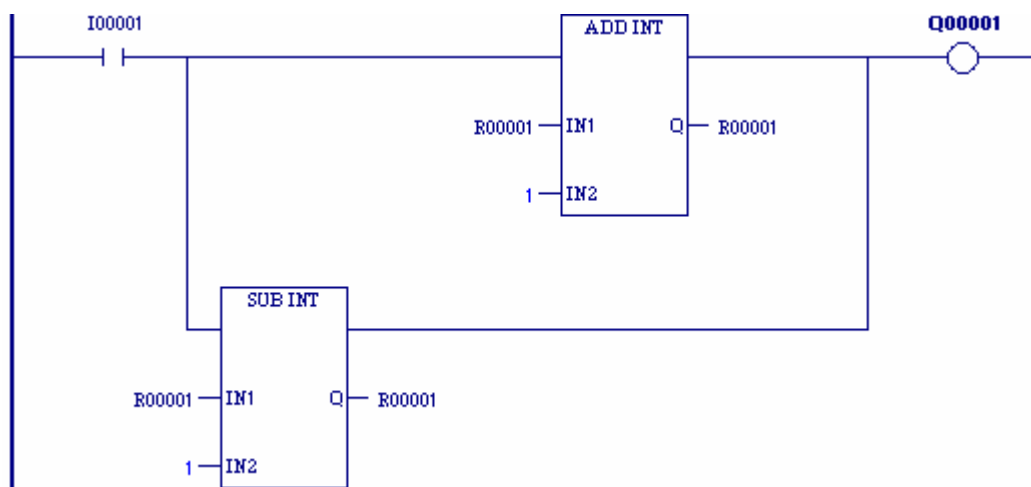 I00001
ADD INT
Q00001
R00001 IN1 Q R00001
1 IN2
SUB INT
R00001 IN1 Q R00001
1 IN2